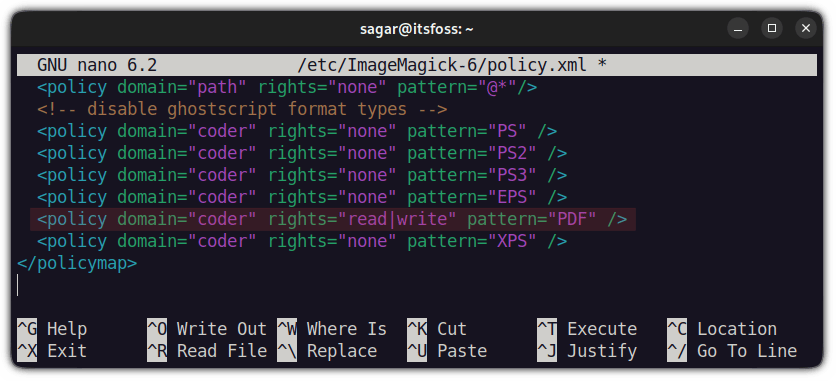 sagar@itsfoss: ~
GNU nano 6.2 /etc/ImageMagick-6/policy.xml *
<policy domain="path" rights="none" pattern="@*"/>
<!-- disable ghostscript format types -->
<policy domain="coder" rights="none" pattern="PS" />
<policy domain="coder" rights="none" pattern="PS2" />
<policy domain="coder" rights="none" pattern="PS3" />
<policy domain="coder" rights="none" pattern="EPS" />
<policy domain="coder" rights="read|write" pattern="PDF" />
<policy domain="coder" rights="none" pattern="XPS" />
</policymap>
^G Help ^O Write Out ^W Where Is ^K Cut ^T Execute ^C Location
^X Exit ^R Read File ^\ Replace ^U Paste ^J Justify ^/ Go To Line